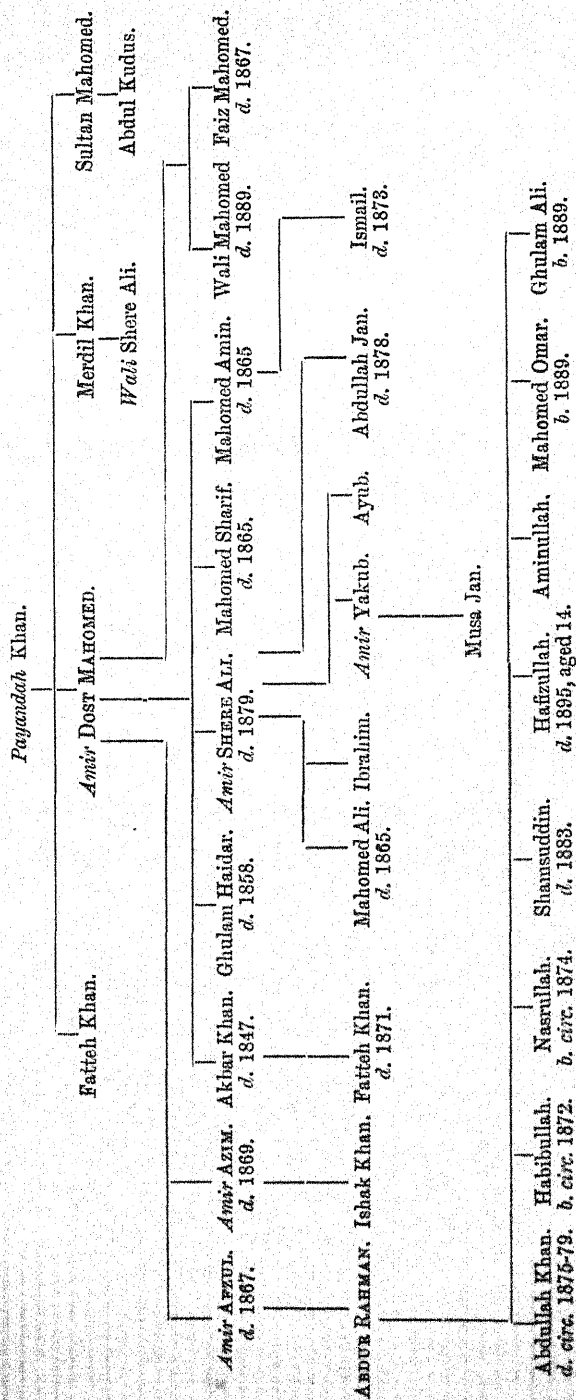 Payandah Khan.
Fatteh Khan. Amir DOST MAHOMED. Merdil Khan. Sultan Mahomed.
Wali Shere Ali. Abdul Kudus.
Amir AFZUL. Amir AZIM. Akbar Khan. Ghulam Haidar. Amir SHERE ALI. Mahomed Sharif. Mahomed Amin. Wali Mahomed Faiz Mahomed.
d. 1867. d. 1869. d. 1847. d. 1858. d. 1879. d. 1865. d. 1865 d. 1889. d. 1867.
ABDUR RAHMAN. Ishak Khan. Fatteh Khan. Mahomed Ali. Ibrahim. Amir Yakub. Ayub. Abdullah Jan. Ismail.
d. 1871. d. 1865. d. 1878. d. 1873.
Musa Jan.
Abdullah Khan. Habibullah. Nasrullah. Shamsuddin. Hafizullah. Aminullah. Mahomed Omar. Ghulam Ali.
d. circ. 1875-79. b. circ. 1872. b. circ. 1874. d. 1883. d. 1895, aged 14. b. 1889. b. 1889.